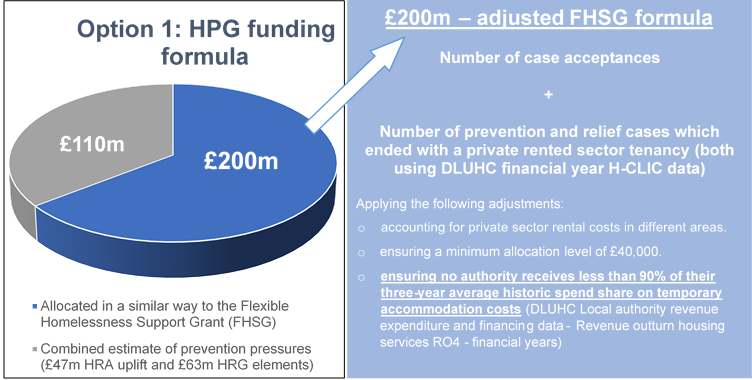 Option 1: HPG funding
formula
£110m
£200m
▪ Allocated in a similar way to the Flexible
Homelessness Support Grant (FHSG)
▪ Combined estimate of prevention pressures
(£47m HRA uplift and £63m HRG elements)
£200m – adjusted FHSG formula
Number of case acceptances
+
Number of prevention and relief cases which
ended with a private rented sector tenancy (both
using DLUHC financial year H-CLIC data)
Applying the following adjustments:
o accounting for private sector rental costs in different areas.
o ensuring a minimum allocation level of £40,000.
o ensuring no authority receives less than 90% of their
three-year average historic spend share on temporary
accommodation costs (DLUHC Local authority revenue
expenditure and financing data - Revenue outturn housing
services RO4 - financial years)